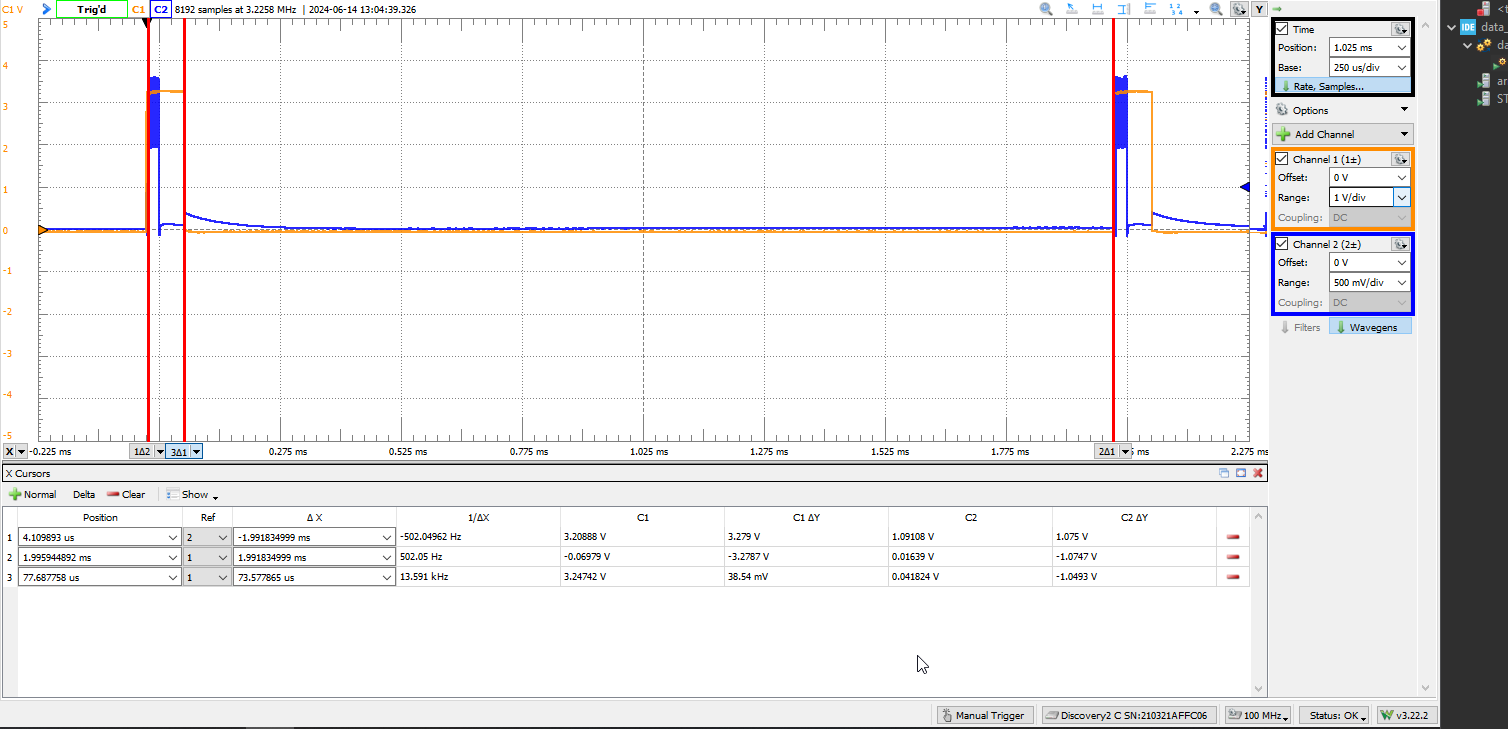 C1 V Trig'd C1 C2 8192 samples at 3.2258 MHz | 2024-06-14 13:04:39.326 Y
5
4
3
2
1
0
-1
-2
-3
-4
-5
X -0.225 ms 1Δ2 3Δ1 0.275 ms 0.525 ms 0.775 ms 1.025 ms 1.275 ms 1.525 ms 1.775 ms 2Δ1 5 ms 2.275 ms
Time
Position: 1.025 ms
Base: 250 us/div
Rate, Samples...
Options
Add Channel
Channel 1 (1±)
Offset: 0 V
Range: 1 V/div
Coupling: DC
Channel 2 (2±)
Offset: 0 V
Range: 500 mV/div
Coupling: DC
Filters Wavegens
IDE data_
da
ar
ST
X Cursors
Normal Delta Clear Show
Position Ref Δ X 1/ΔX C1 C1 ΔY C2 C2 ΔY
1 4.109893 us 2 -1.991834999 ms -502.04962 Hz 3.20888 V 3.279 V 1.09108 V 1.075 V
2 1.995944892 ms 1 1.991834999 ms 502.05 Hz -0.06979 V -3.2787 V 0.01639 V -1.0747 V
3 77.687758 us 1 73.577865 us 13.591 kHz 3.24742 V 38.54 mV 0.041824 V -1.0493 V
Manual Trigger Discovery2 C SN:210321AFFC06 100 MHz Status: OK v3.22.2